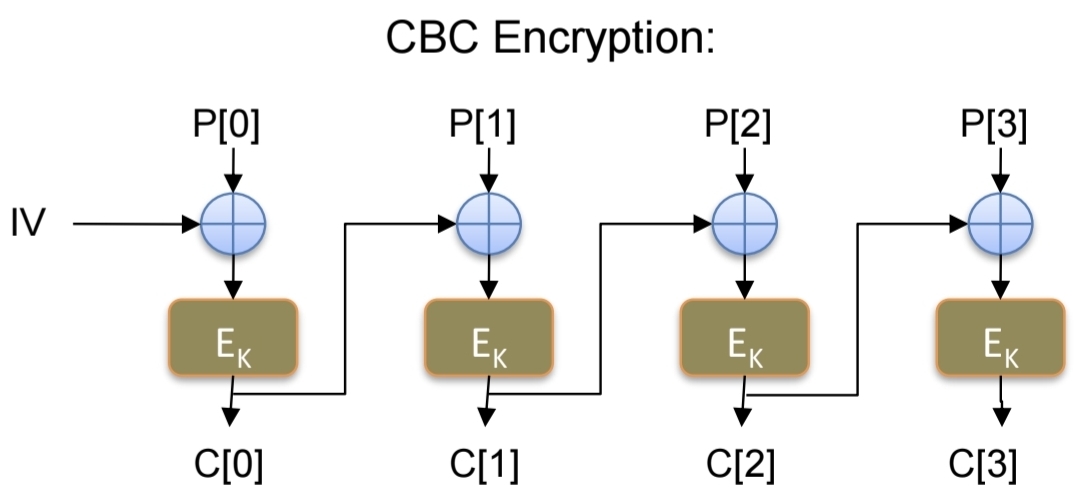 CBC Encryption:
P[0] P[1] P[2] P[3]
IV
E_K E_K E_K E_K
C[0] C[1] C[2] C[3]